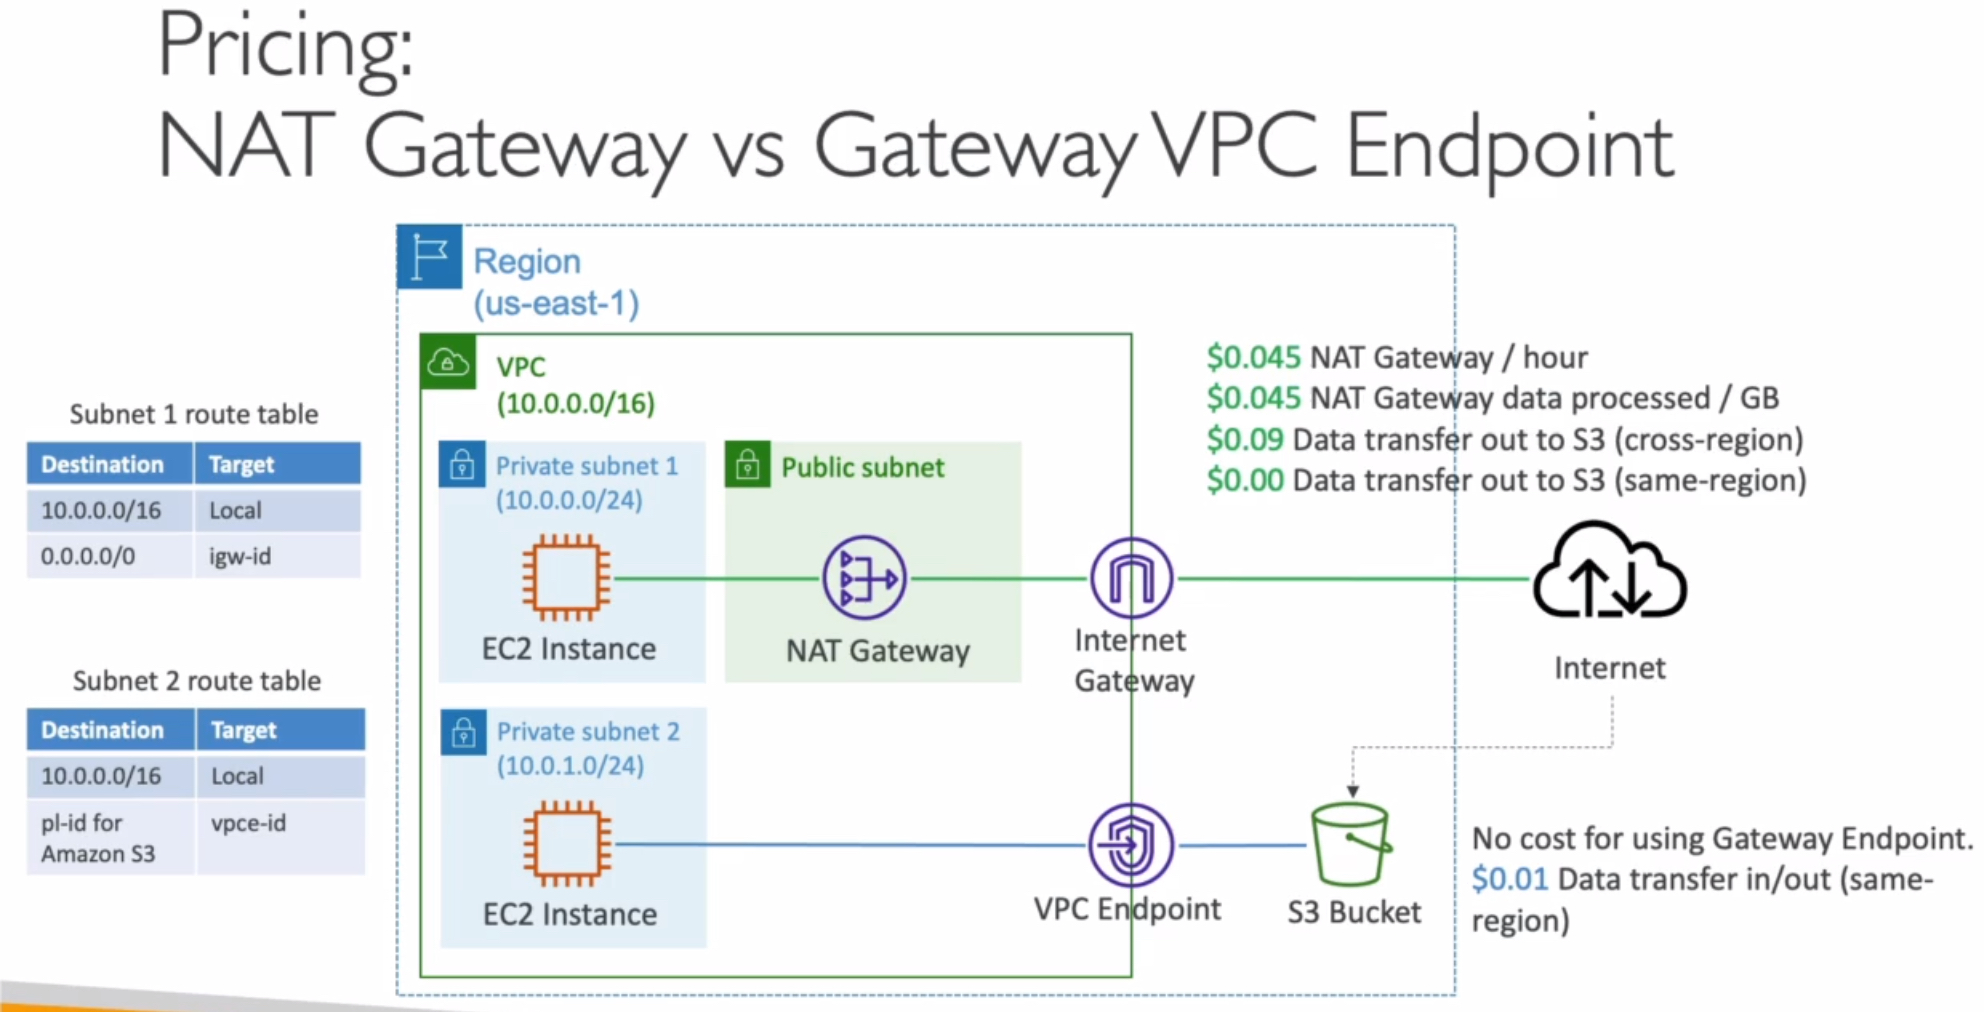 Pricing:
NAT Gateway vs Gateway VPC Endpoint
Region
(us-east-1)
VPC
(10.0.0.0/16)
$0.045 NAT Gateway / hour
$0.045 NAT Gateway data processed / GB
$0.09 Data transfer out to S3 (cross-region)
$0.00 Data transfer out to S3 (same-region)
Subnet 1 route table
Destination Target
10.0.0.0/16 Local
0.0.0.0/0 igw-id
Private subnet 1
(10.0.0.0/24)
EC2 Instance
Public subnet
NAT Gateway
Internet
Gateway
Internet
Subnet 2 route table
Destination Target
10.0.0.0/16 Local
pl-id for
Amazon S3
vpce-id
Private subnet 2
(10.0.1.0/24)
EC2 Instance
VPC Endpoint
S3 Bucket
No cost for using Gateway Endpoint.
$0.01 Data transfer in/out (same-
region)